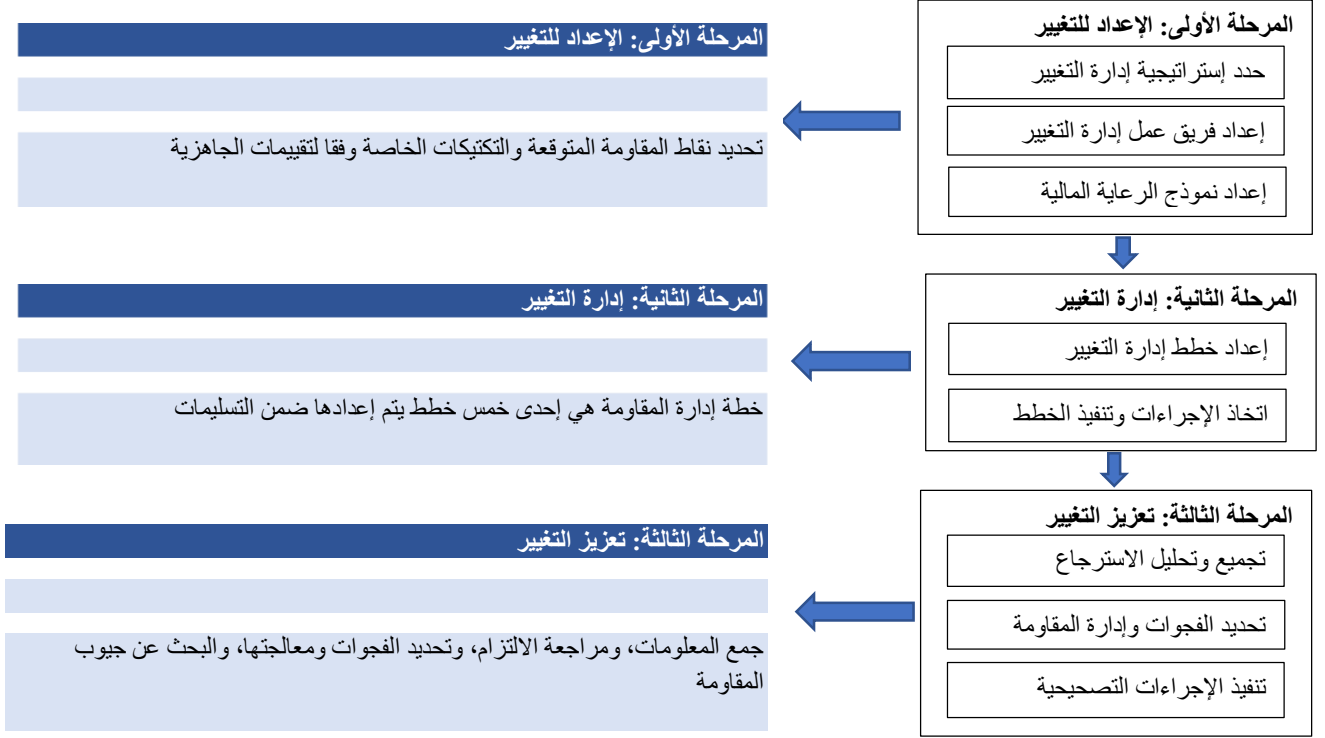 المرحلة الأولى: الإعداد للتغيير
حدد إستراتيجية إدارة التغيير
إعداد فريق عمل إدارة التغيير
إعداد نموذج الرعاية المالية
المرحلة الأولى: الإعداد للتغيير
تحديد نقاط المقاومة المتوقعة والتكتيكات الخاصة وفقا لتقييمات الجاهزية
المرحلة الثانية: إدارة التغيير
إعداد خطط إدارة التغيير
اتخاذ الإجراءات وتنفيذ الخطط
المرحلة الثانية: إدارة التغيير
خطة إدارة المقاومة هي إحدى خمس خطط يتم إعدادها ضمن التسليمات
المرحلة الثالثة: تعزيز التغيير
تجميع وتحليل الاسترجاع
تحديد الفجوات وإدارة المقاومة
تنفيذ الإجراءات التصحيحية
المرحلة الثالثة: تعزيز التغيير
جمع المعلومات، ومراجعة الالتزام، وتحديد الفجوات ومعالجتها، والبحث عن جيوب
المقاومة